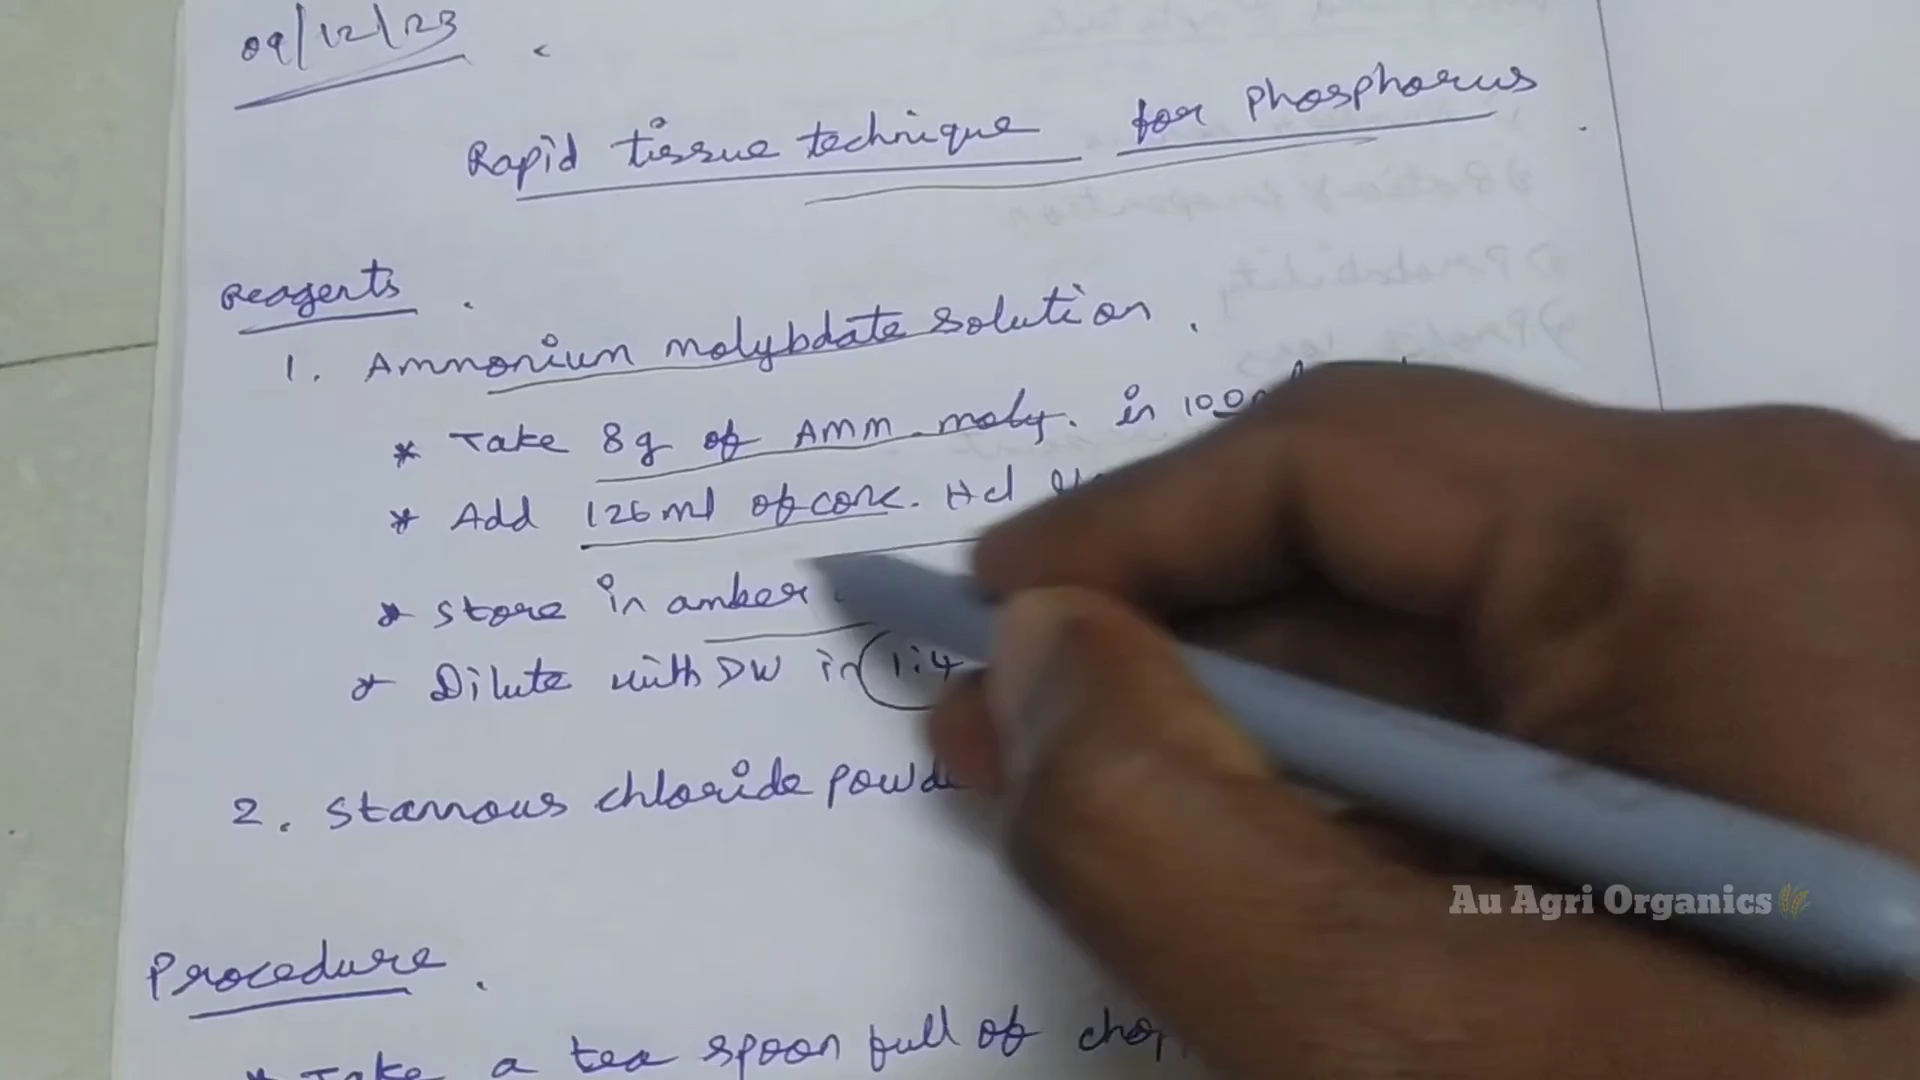 09/12/23
Rapid tissue technique for phosphorus
Reagents.
1. Ammonium molybdate solution.
* Take 8g of Amm. moly. in
* Add 126ml of conc. Hcl
* store in amber
* Dilute with DW in 1:4
2. stannous chloride
Procedure.
* Take a tea spoon full of
Au Agri Organics